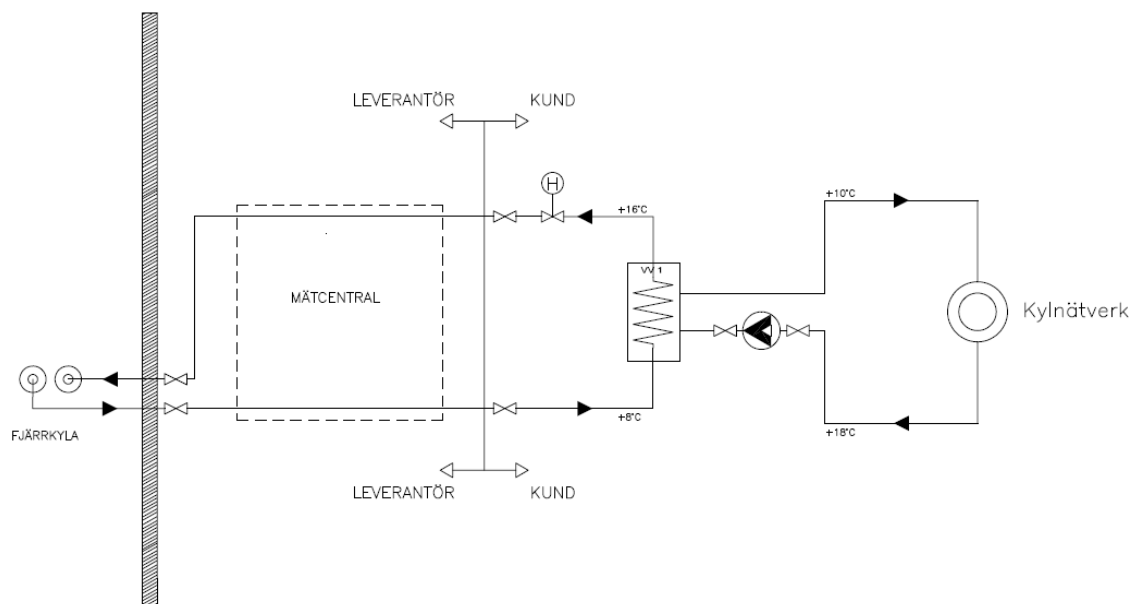 LEVERANTÖR
KUND
H
+16°C
+10°C
VV 1
MÄTCENTRAL
Kylnätverk
FJÄRRKYLA
+8°C
+18°C
LEVERANTÖR
KUND